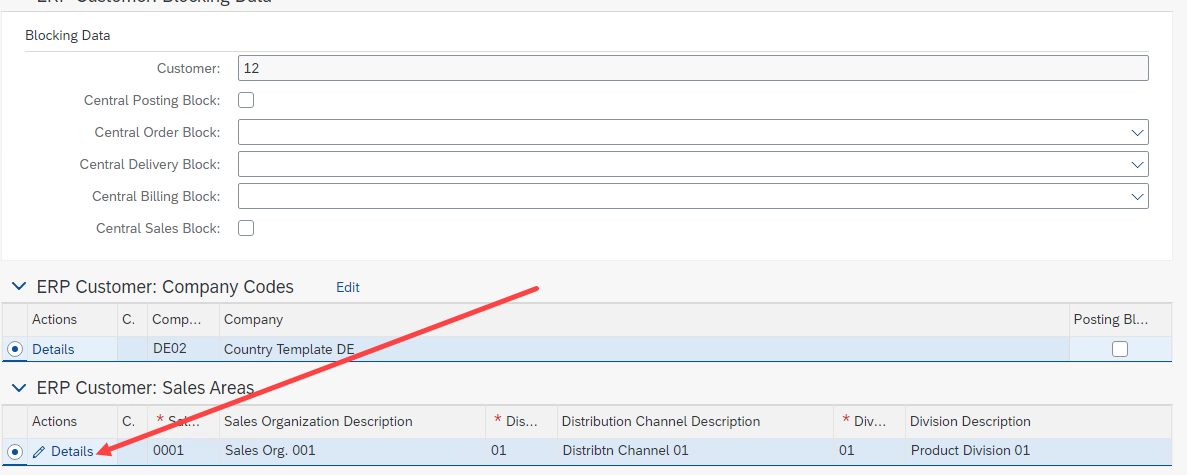 ERP Customer: Blocking Data
Blocking Data
Customer: 12
Central Posting Block:
Central Order Block:
Central Delivery Block:
Central Billing Block:
Central Sales Block:
ERP Customer: Company Codes Edit
Actions C. Comp... Company Posting Bl...
Details DE02 Country Template DE
ERP Customer: Sales Areas
Actions C. * Sal... Sales Organization Description * Dis... Distribution Channel Description * Div... Division Description
Details 0001 Sales Org. 001 01 Distribtn Channel 01 01 Product Division 01